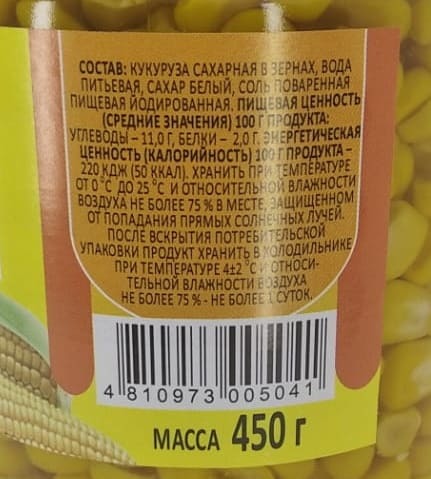 СОСТАВ: КУКУРУЗА САХАРНАЯ В ЗЕРНАХ, ВОДА
ПИТЬЕВАЯ, САХАР БЕЛЫЙ, СОЛЬ ПОВАРЕННАЯ
ПИЩЕВАЯ ЙОДИРОВАННАЯ. ПИЩЕВАЯ ЦЕННОСТЬ
(СРЕДНИЕ ЗНАЧЕНИЯ) 100 Г ПРОДУКТА:
УГЛЕВОДЫ – 11,0 Г, БЕЛКИ – 2,0 Г. ЭНЕРГЕТИЧЕСКАЯ
ЦЕННОСТЬ (КАЛОРИЙНОСТЬ) 100 Г ПРОДУКТА –
220 КДЖ (50 ККАЛ). ХРАНИТЬ ПРИ ТЕМПЕРАТУРЕ
ОТ 0 °С ДО 25 °С И ОТНОСИТЕЛЬНОЙ ВЛАЖНОСТИ
ВОЗДУХА НЕ БОЛЕЕ 75 % В МЕСТЕ, ЗАЩИЩЕННОМ
ОТ ПОПАДАНИЯ ПРЯМЫХ СОЛНЕЧНЫХ ЛУЧЕЙ.
ПОСЛЕ ВСКРЫТИЯ ПОТРЕБИТЕЛЬСКОЙ
УПАКОВКИ ПРОДУКТ ХРАНИТЬ В ХОЛОДИЛЬНИКЕ
ПРИ ТЕМПЕРАТУРЕ 4±2 °С И ОТНОСИ-
ТЕЛЬНОЙ ВЛАЖНОСТИ ВОЗДУХА
НЕ БОЛЕЕ 75 % - НЕ БОЛЕЕ 1 СУТОК.
4 810973 005041
МАССА 450 г